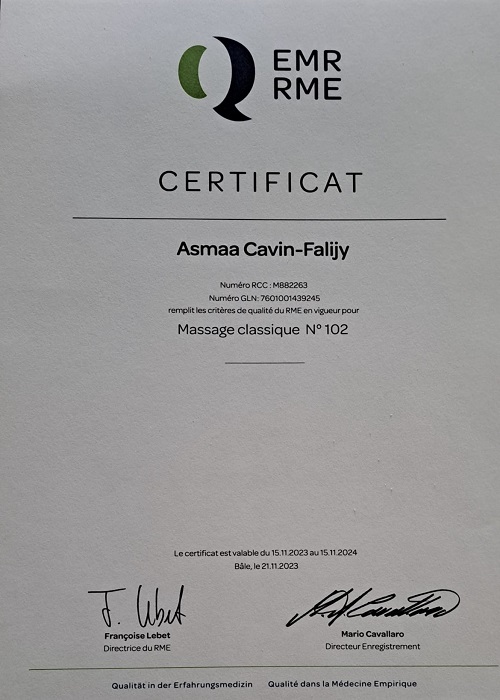 EMR
RME
CERTIFICAT
Asmaa Cavin-Falijy
Numéro RCC : M882263
Numéro GLN: 7601001439245
remplit les critères de qualité du RME en vigueur pour
Massage classique N° 102
Le certificat est valable du 15.11.2023 au 15.11.2024
Bâle, le 21.11.2023
Françoise Lebet Mario Cavallaro
Directrice du RME Directeur Enregistrement
Qualität in der Erfahrungsmedizin Qualité dans la Médecine Empirique